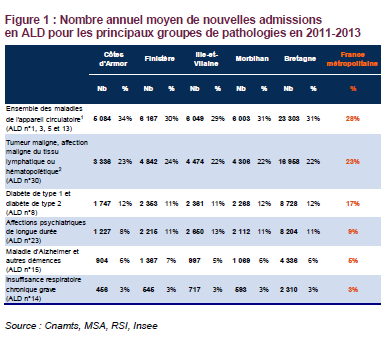 Figure 1 : Nombre annuel moyen de nouvelles admissions
en ALD pour les principaux groupes de pathologies en 2011-2013
Côtes d'Armor Finistère Ille-et-Vilaine Morbihan Bretagne France métropolitaine
Nb % Nb % Nb % Nb % Nb % %
Ensemble des maladies
de l'appareil circulatoire¹ 5 084 34% 6 167 30% 6 049 29% 6 003 31% 23 303 31% 28%
(ALD n°1, 3, 5 et 13)
Tumeur maligne, affection
maligne du tissu 3 336 23% 4 842 24% 4 474 22% 4 306 22% 16 958 22% 23%
lymphatique ou
hématopoïétique²
(ALD n°30)
Diabète de type 1 et
diabète de type 2 1 747 12% 2 353 11% 2 361 11% 2 268 12% 8 728 12% 17%
(ALD n°8)
Affections psychiatriques
de longue durée 1 227 8% 2 215 11% 2 650 13% 2 112 11% 8 204 11% 9%
(ALD n°23)
Maladie d'Alzheimer et
autres démences 904 6% 1 367 7% 997 5% 1 069 6% 4 336 6% 5%
(ALD n°15)
Insuffisance respiratoire
chronique grave 456 3% 545 3% 717 3% 593 3% 2 310 3% 3%
(ALD n°14)
Source : Cnamts, MSA, RSI, Insee